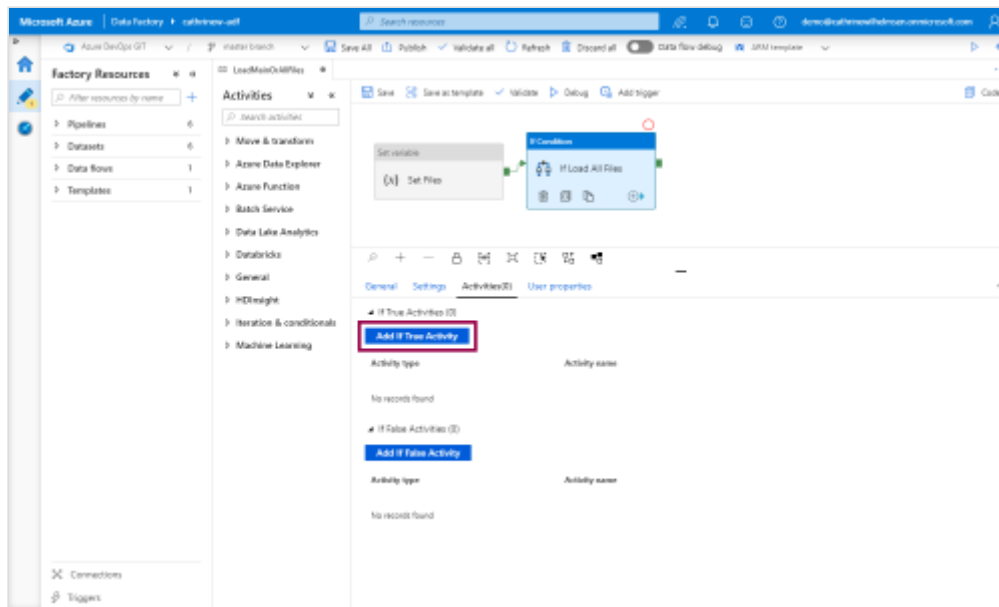 Microsoft Azure | Data Factory ▸ cathrinew-adf
Search resources
demo@cathrinewilhelmsen.onmicrosoft.com
Azure DevOps GIT / master branch
Save All Publish Validate all Refresh Discard all Data flow debug ARM template
Factory Resources
Filter resources by name
Pipelines 6
Datasets 6
Data flows 1
Templates 1
Connections
Triggers
LoadMainOrAllFiles
Activities
Search activities
Move & transform
Azure Data Explorer
Azure Function
Batch Service
Data Lake Analytics
Databricks
General
HDInsight
Iteration & conditionals
Machine Learning
Save Save as template Validate Debug Add trigger
Code
Set variable
(x) Set Files
If Condition
If Load All Files
General Settings Activities(0) User properties
If True Activities (0)
Add If True Activity
Activity type Activity name
No records found
If False Activities (0)
Add If False Activity
Activity type Activity name
No records found